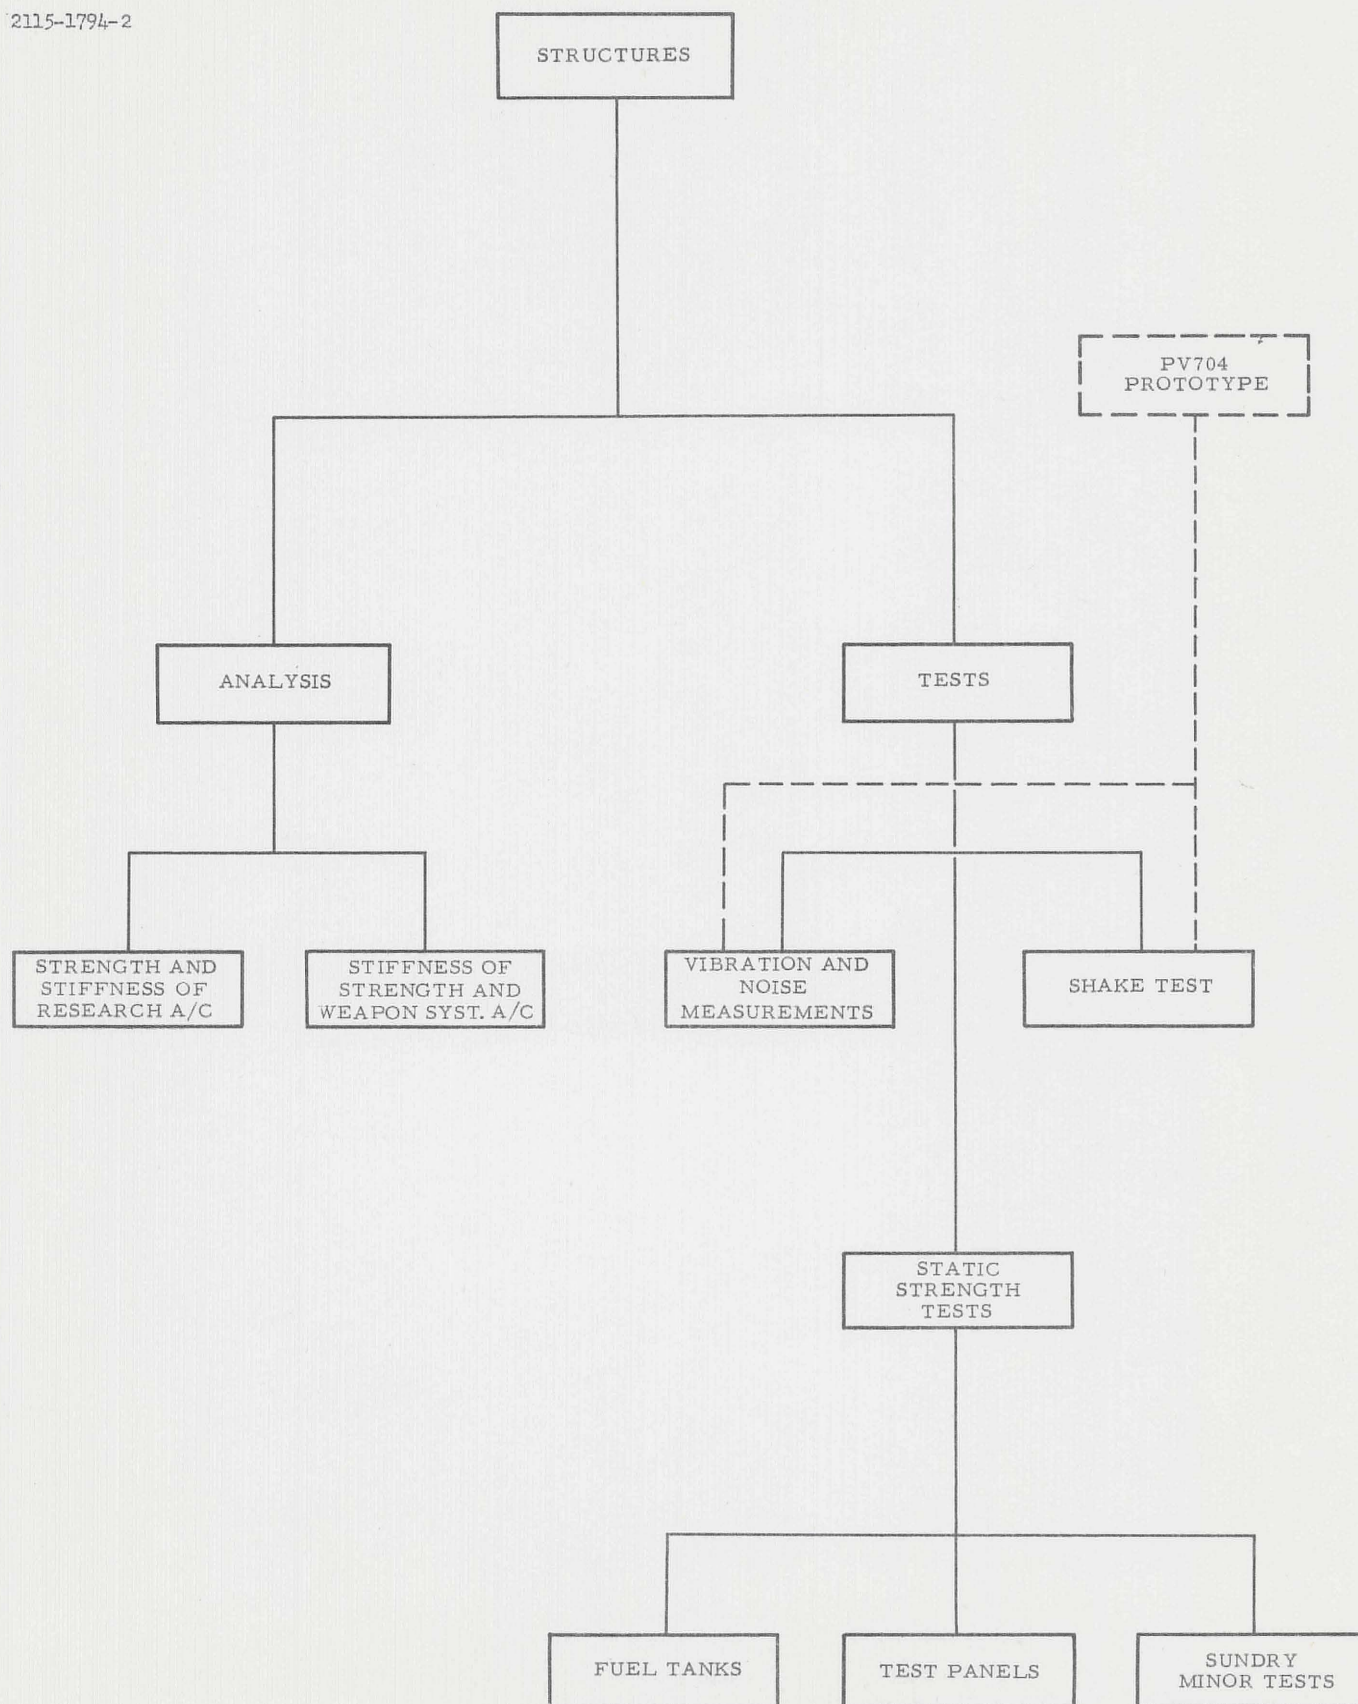 2115-1794-2
STRUCTURES
PV704
PROTOTYPE
ANALYSIS
TESTS
STRENGTH AND
STIFFNESS OF
RESEARCH A/C
STIFFNESS OF
STRENGTH AND
WEAPON SYST. A/C
VIBRATION AND
NOISE
MEASUREMENTS
SHAKE TEST
STATIC
STRENGTH
TESTS
FUEL TANKS
TEST PANELS
SUNDRY
MINOR TESTS